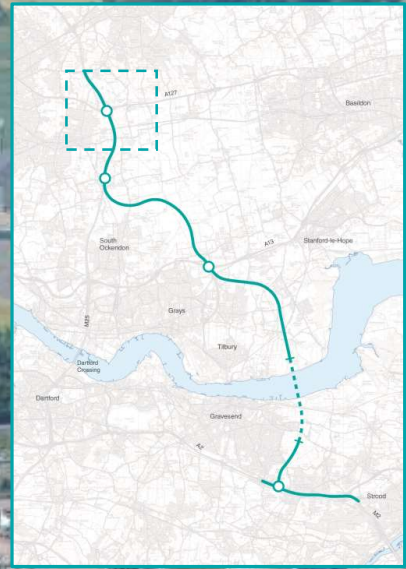 A127
Basildon
South
Ockendon
A13
Stanford-le-Hope
M25
Grays
Tilbury
Dartford
Crossing
Dartford
Gravesend
A2
Strood
M2